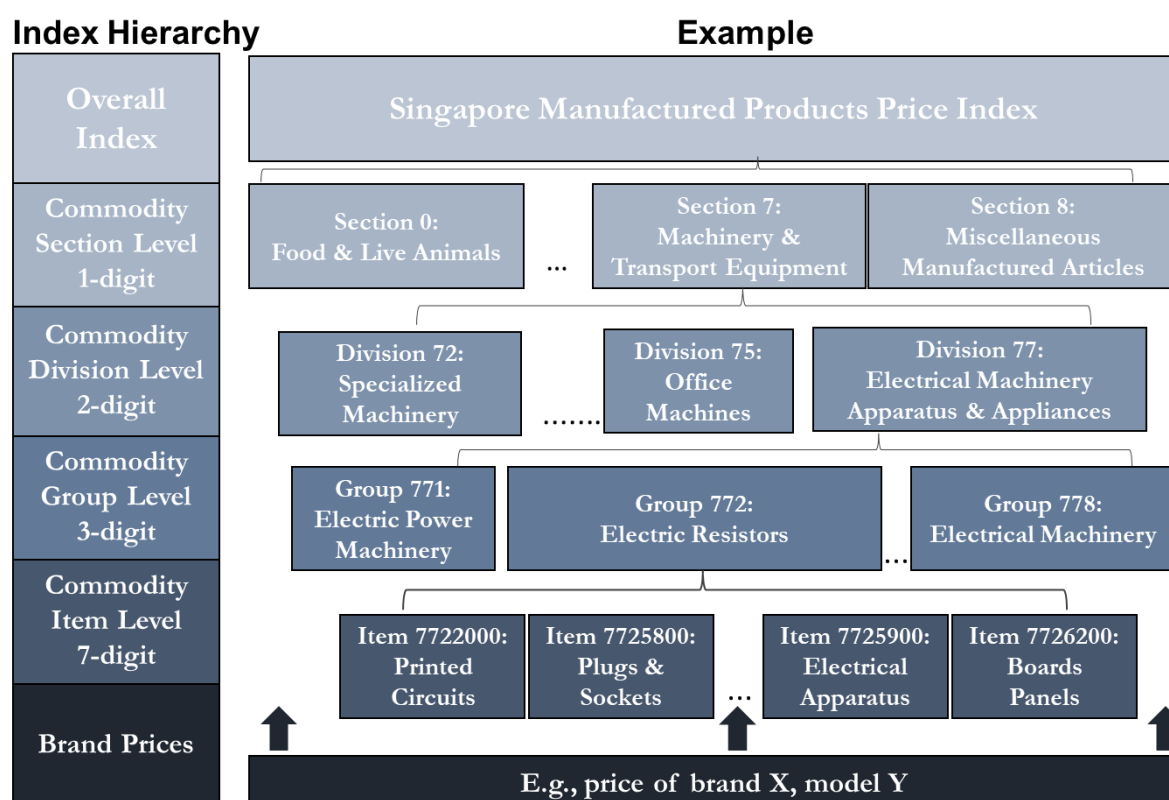 Index Hierarchy
Example
Overall
Index
Singapore Manufactured Products Price Index
Commodity
Section Level
1-digit
Section 0:
Food & Live Animals
...
Section 7:
Machinery &
Transport Equipment
Section 8:
Miscellaneous
Manufactured Articles
Commodity
Division Level
2-digit
Division 72:
Specialized
Machinery
.......
Division 75:
Office
Machines
Division 77:
Electrical Machinery
Apparatus & Appliances
Commodity
Group Level
3-digit
Group 771:
Electric Power
Machinery
Group 772:
Electric Resistors
...
Group 778:
Electrical Machinery
Commodity
Item Level
7-digit
Item 7722000:
Printed
Circuits
Item 7725800:
Plugs &
Sockets
...
Item 7725900:
Electrical
Apparatus
Item 7726200:
Boards
Panels
Brand Prices
E.g., price of brand X, model Y